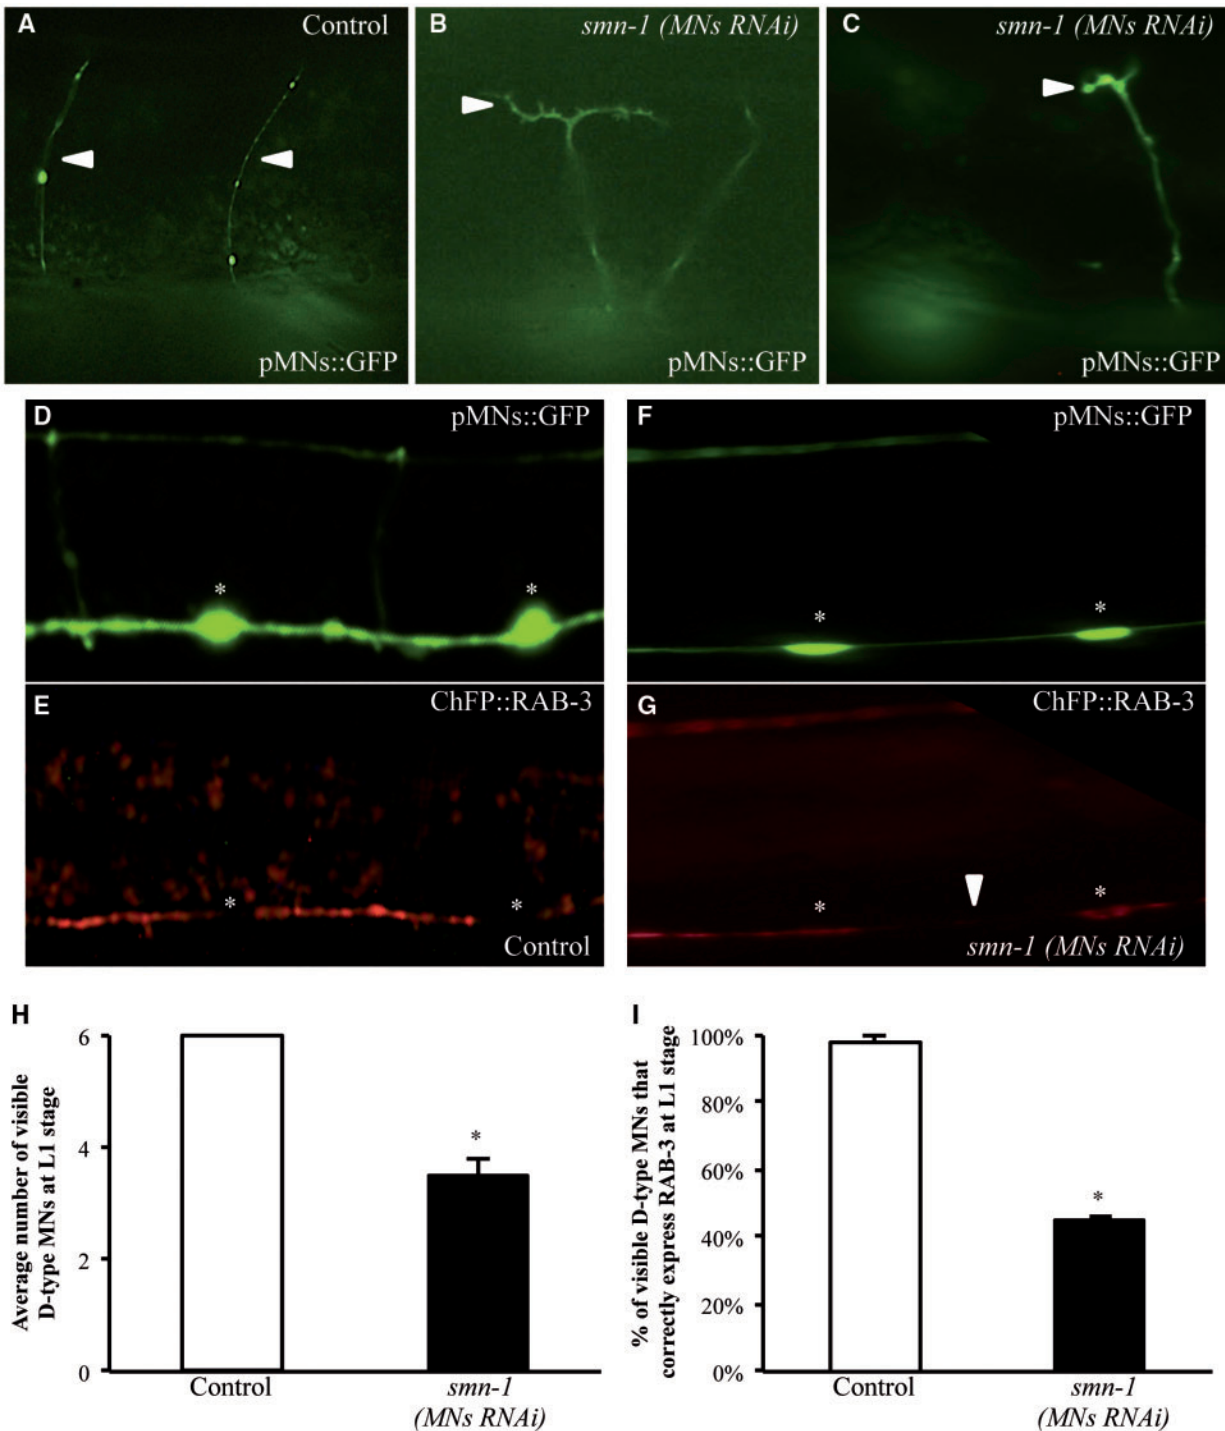 A
Control
pMNs::GFP
B
smn-1 (MNs RNAi)
pMNs::GFP
C
smn-1 (MNs RNAi)
pMNs::GFP
D
pMNs::GFP
*
*
F
pMNs::GFP
*
*
E
ChFP::RAB-3
*
*
Control
G
ChFP::RAB-3
*
*
smn-1 (MNs RNAi)
H
Average number of visible
D-type MNs at L1 stage
6
4
2
0
*
Control
smn-1
(MNs RNAi)
I
% of visible D-type MNs that
correctly express RAB-3 at L1 stage
100%
80%
60%
40%
20%
0%
*
Control
smn-1
(MNs RNAi)